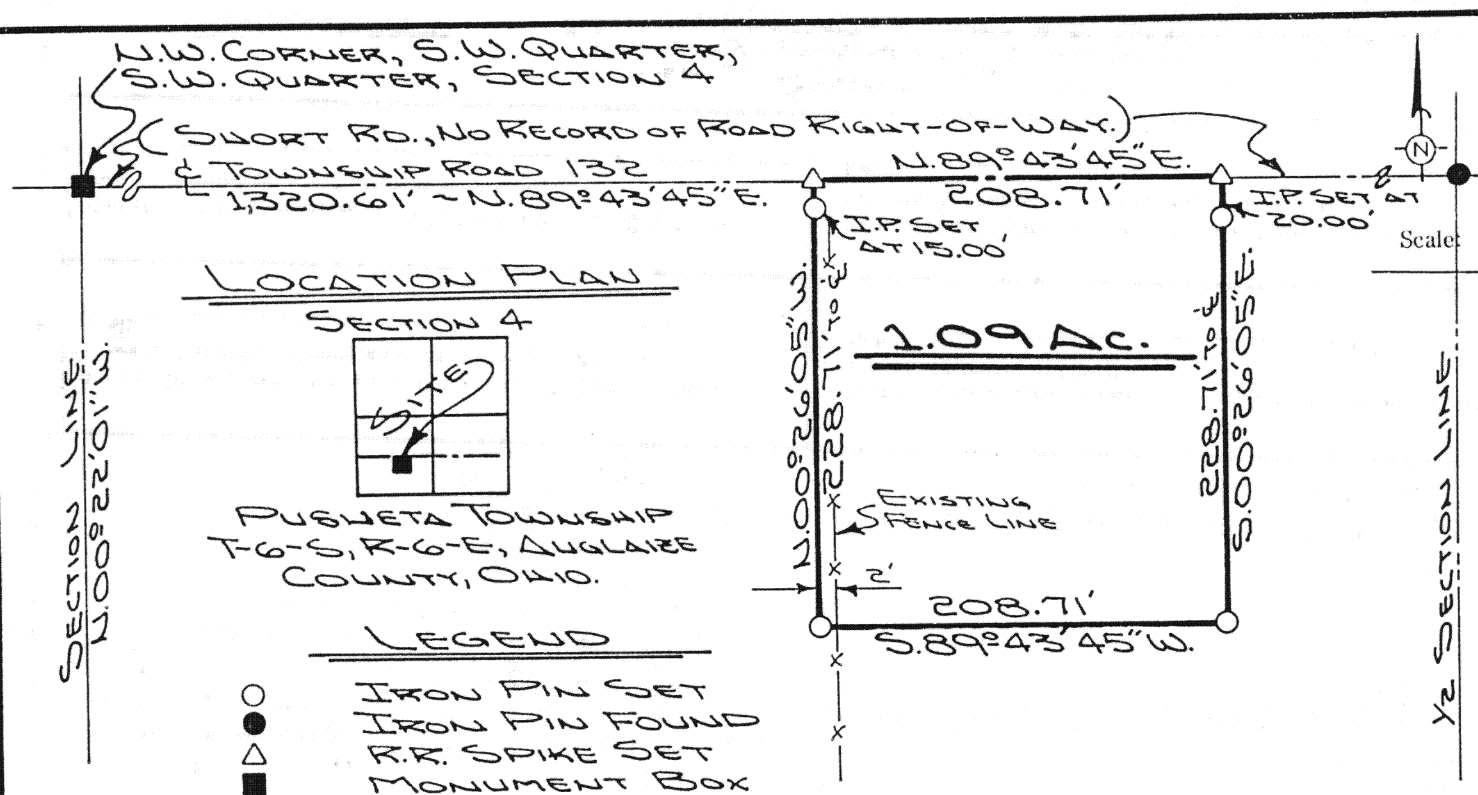 N.W. CORNER, S.W. QUARTER,
S.W. QUARTER, SECTION 4
(SHORT RD., NO RECORD OF ROAD RIGHT-OF-WAY.)
℄ TOWNSHIP ROAD 132
1,320.61' ~ N.89°43'45"E.
N.89°43'45"E.
208.71'
N
I.P. SET
AT 15.00'
I.P. SET AT
20.00'
Scale:
LOCATION PLAN
SECTION 4
SITE
PUSHETA TOWNSHIP
T-6-S, R-6-E, AUGLAIZE
COUNTY, OHIO.
SECTION LINE
N.00°22'01"W.
N.00°29'05"W.
228.71' TO ℄
1.09 AC.
228.71' TO ℄
S.00°29'05"E.
EXISTING
FENCE LINE
2'
208.71'
S.89°43'45"W.
1/2 SECTION LINE
LEGEND
IRON PIN SET
IRON PIN FOUND
R.R. SPIKE SET
MONUMENT BOX